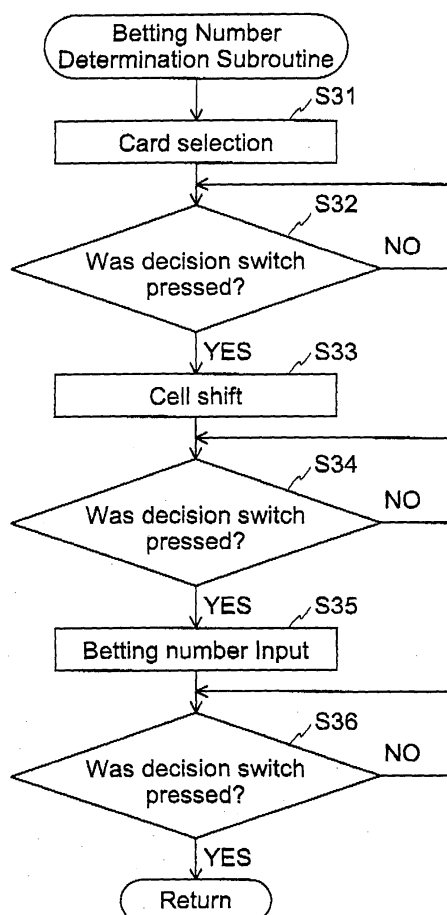 Betting Number
Determination Subroutine
S31
Card selection
S32
Was decision switch
pressed?
NO
YES
S33
Cell shift
S34
Was decision switch
pressed?
NO
YES
S35
Betting number Input
S36
Was decision switch
pressed?
NO
YES
Return